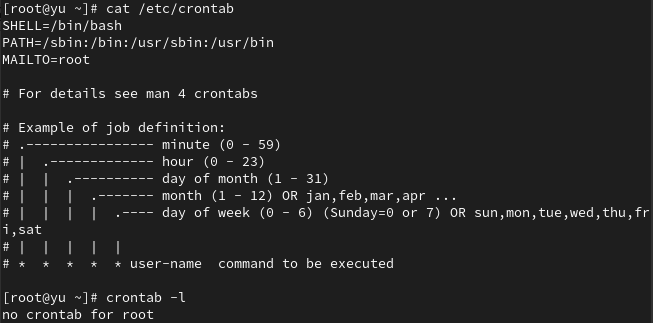 [root@yu ~]# cat /etc/crontab
SHELL=/bin/bash
PATH=/sbin:/bin:/usr/sbin:/usr/bin
MAILTO=root

# For details see man 4 crontabs

# Example of job definition:
# .---------------- minute (0 - 59)
# |  .------------- hour (0 - 23)
# |  |  .---------- day of month (1 - 31)
# |  |  |  .------- month (1 - 12) OR jan,feb,mar,apr ...
# |  |  |  |  .---- day of week (0 - 6) (Sunday=0 or 7) OR sun,mon,tue,wed,thu,fr
i,sat
# |  |  |  |  |
# *  *  *  *  * user-name  command to be executed

[root@yu ~]# crontab -l
no crontab for root